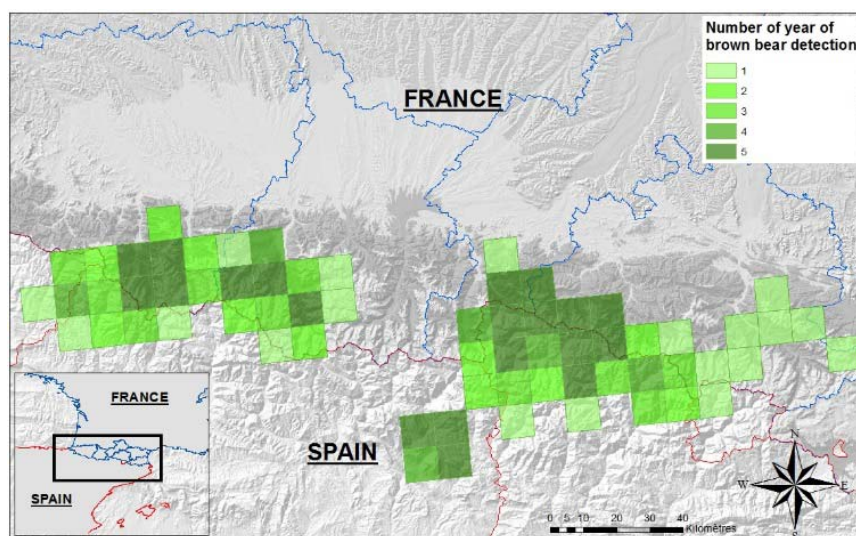 Number of year of
brown bear detection
1
2
3
4
5
FRANCE
SPAIN
FRANCE
SPAIN
N
W E
S
0 5 10 20 30 40
Kilomètres